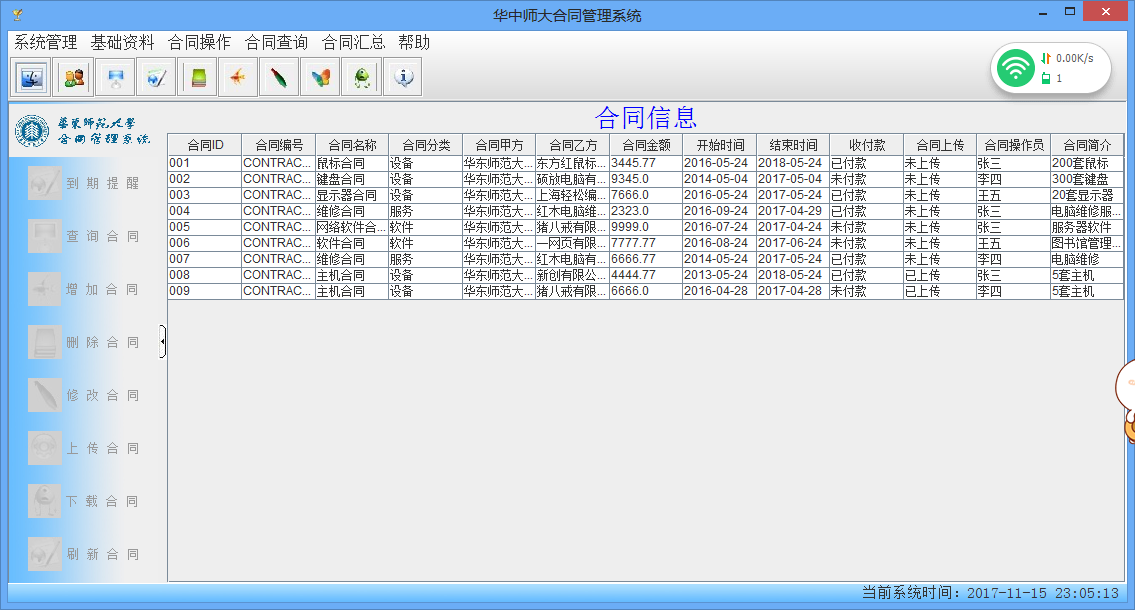 华中师大合同管理系统
系统管理 基础资料 合同操作 合同查询 合同汇总 帮助
0.00K/s
1
华东师范大学
合同管理系统
到期提醒
查询合同
增加合同
删除合同
修改合同
上传合同
下载合同
刷新合同
合同信息
合同ID 合同编号 合同名称 合同分类 合同甲方 合同乙方 合同金额 开始时间 结束时间 收付款 合同上传 合同操作员 合同简介
001 CONTRAC... 鼠标合同 设备 华东师范大... 东方红鼠标... 3445.77 2016-05-24 2018-05-24 已付款 未上传 张三 200套鼠标
002 CONTRAC... 键盘合同 设备 华东师范大... 硕放电脑有... 9345.0 2014-05-04 2017-05-04 未付款 未上传 李四 300套键盘
003 CONTRAC... 显示器合同 设备 华东师范大... 上海轻松编... 7666.0 2016-05-24 2017-05-24 已付款 未上传 王五 20套显示器
004 CONTRAC... 维修合同 服务 华东师范大... 红木电脑维... 2323.0 2016-09-24 2017-04-29 已付款 未上传 张三 电脑维修服...
005 CONTRAC... 网络软件合... 软件 华东师范大... 猪八戒有限... 9999.0 2016-07-24 2017-04-24 未付款 未上传 张三 服务器软件
006 CONTRAC... 软件合同 软件 华东师范大... 一网页有限... 7777.77 2016-08-24 2017-06-24 未付款 未上传 王五 图书馆管理...
007 CONTRAC... 维修合同 服务 华东师范大... 红木电脑有... 6666.77 2014-05-24 2017-05-24 已付款 未上传 李四 电脑维修
008 CONTRAC... 主机合同 设备 华东师范大... 新创有限公... 4444.77 2013-05-24 2018-05-24 已付款 已上传 张三 5套主机
009 CONTRAC... 主机合同 设备 华东师范大... 猪八戒有限... 6666.0 2016-04-28 2017-04-28 未付款 已上传 李四 5套主机
当前系统时间：2017-11-15 23:05:13